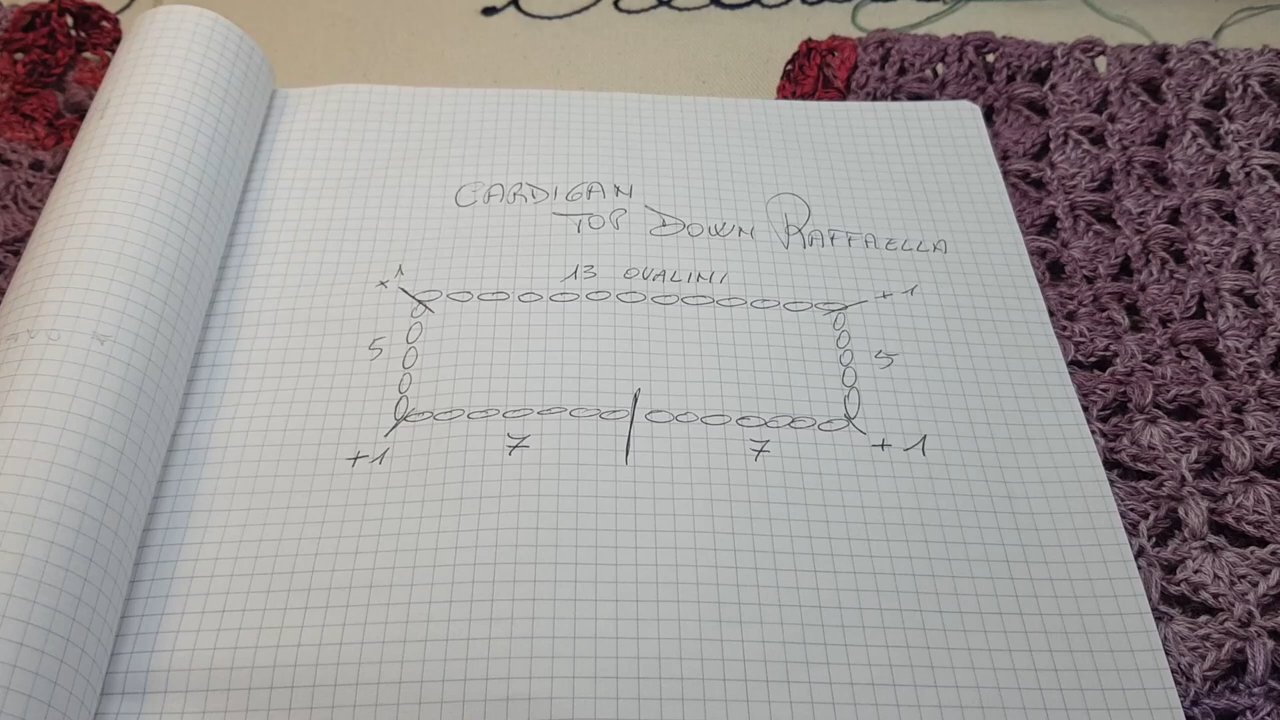 CARDIGAN
TOP DOWN RAFFAELLA
13 OVALINI
+1
+1
5
5
7
7
+1
+1